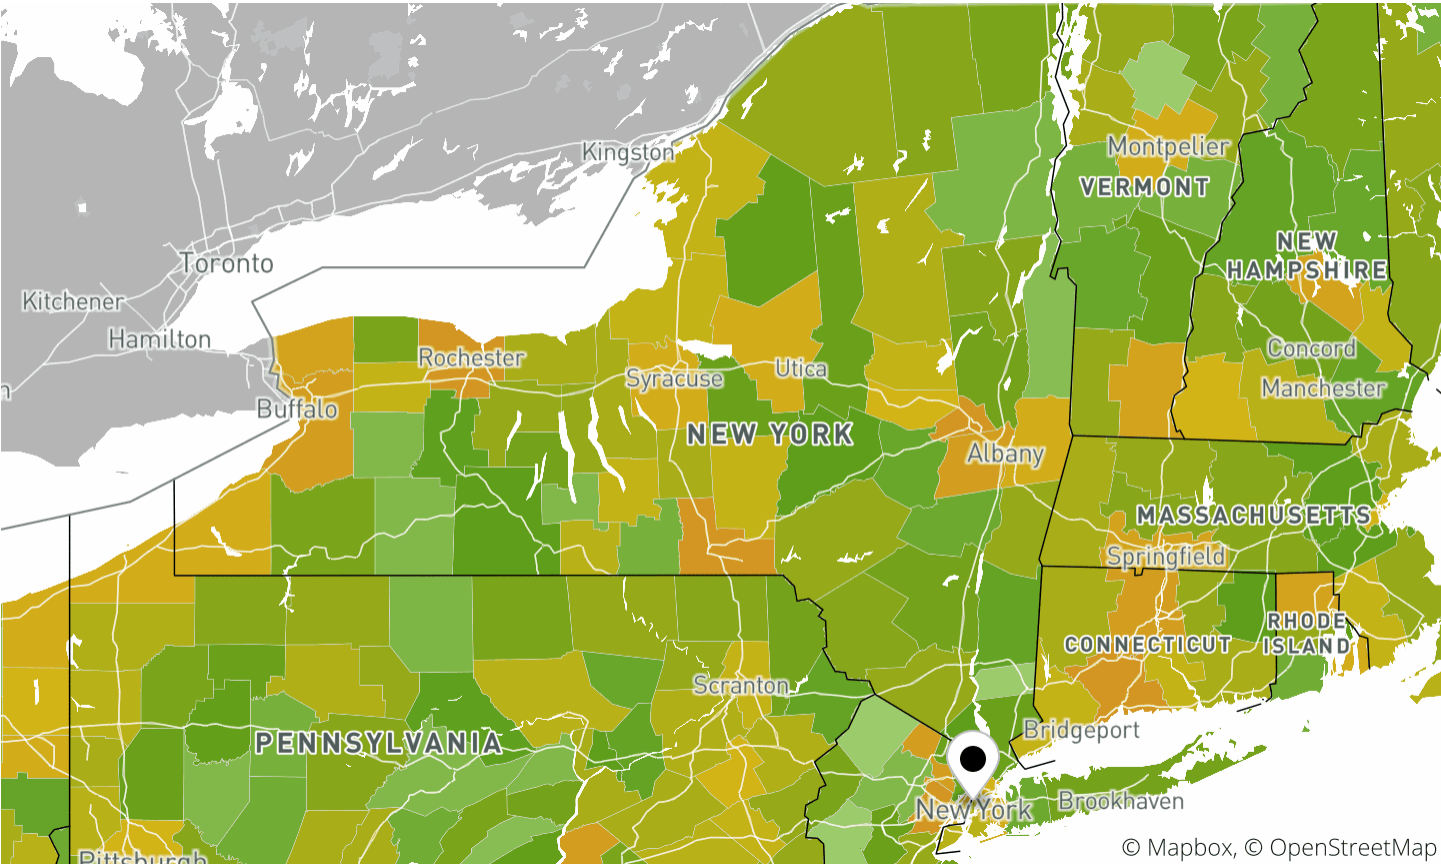 Kingston
Montpelier
VERMONT
NEW
HAMPSHIRE
Toronto
Kitchener
Hamilton
Rochester
Syracuse
Utica
Concord
Manchester
Buffalo
NEW YORK
Albany
MASSACHUSETTS
Springfield
RHODE
ISLAND
CONNECTICUT
Scranton
PENNSYLVANIA
Bridgeport
Brookhaven
New York
Pittsburgh
© Mapbox, © OpenStreetMap